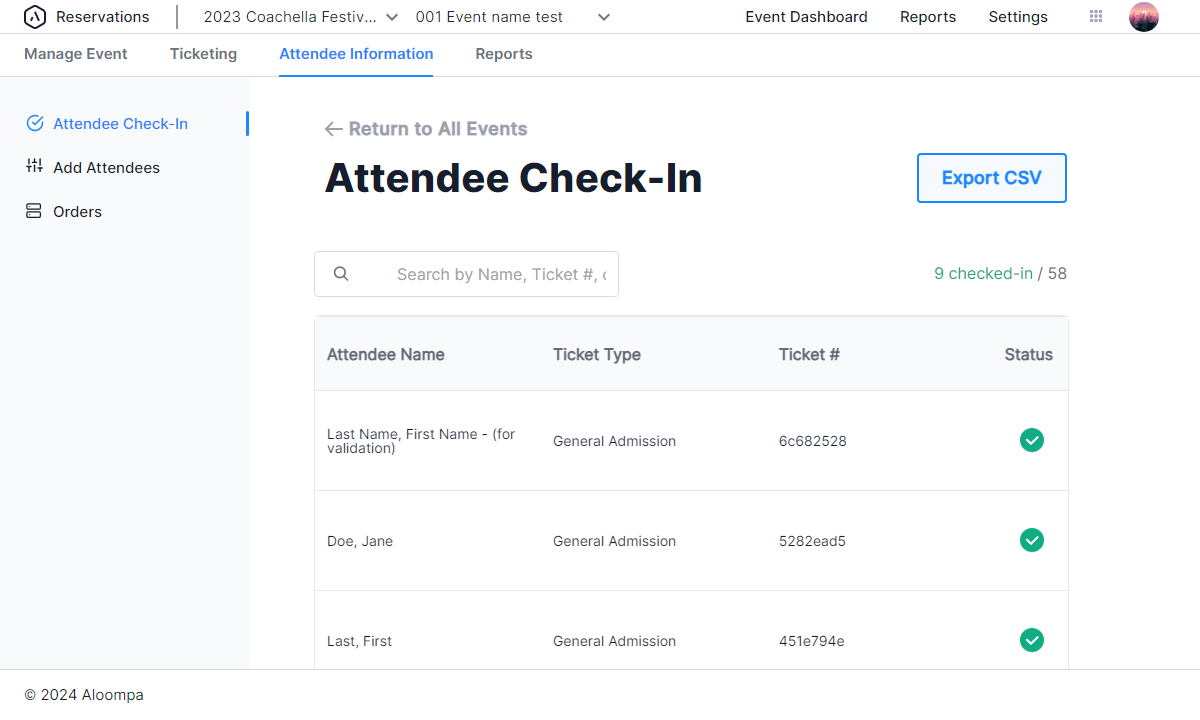 Reservations
2023 Coachella Festiv...
001 Event name test
Event Dashboard
Reports
Settings
Manage Event
Ticketing
Attendee Information
Reports
Attendee Check-In
Add Attendees
Orders
Return to All Events
Attendee Check-In
Export CSV
Search by Name, Ticket #,
9 checked-in / 58
Attendee Name
Ticket Type
Ticket #
Status
Last Name, First Name - (for
validation)
General Admission
6c682528
Doe, Jane
General Admission
5282ead5
Last, First
General Admission
451e794e
© 2024 Aloompa